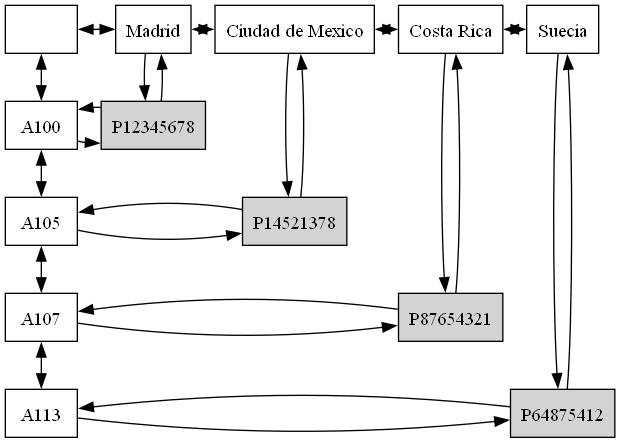 Madrid
Ciudad de Mexico
Costa Rica
Suecia
A100
P12345678
A105
P14521378
A107
P87654321
A113
P64875412